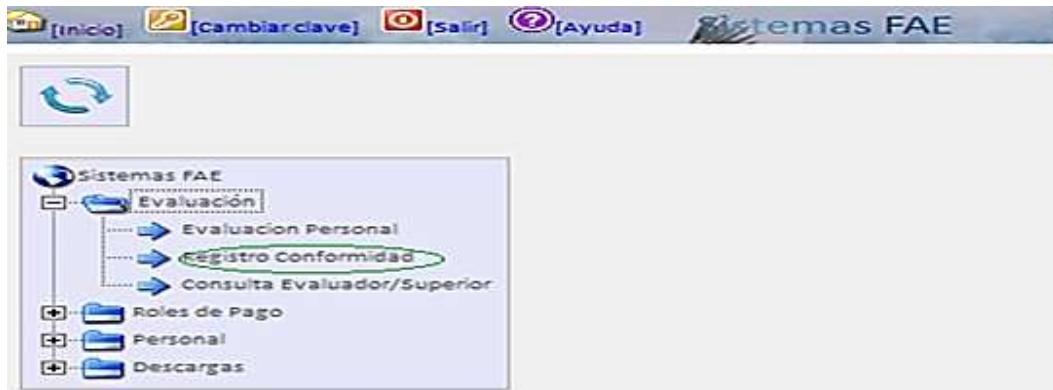 [Inicio] [Cambiar clave] [Salir] [Ayuda] Sistemas FAE
Sistemas FAE
Evaluación
Evaluacion Personal
Registro Conformidad
Consulta Evaluador/Superior
Roles de Pago
Personal
Descargas